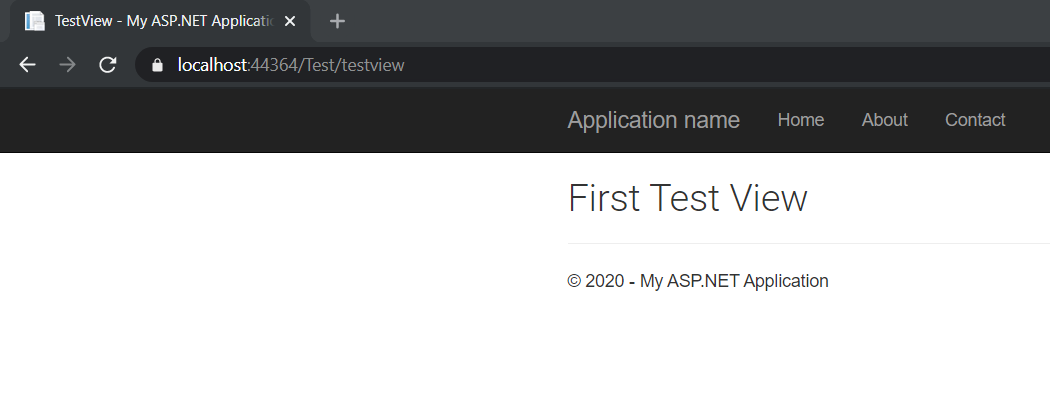 TestView - My ASP.NET Applicatio
localhost:44364/Test/testview
Application name Home About Contact
First Test View
© 2020 - My ASP.NET Application